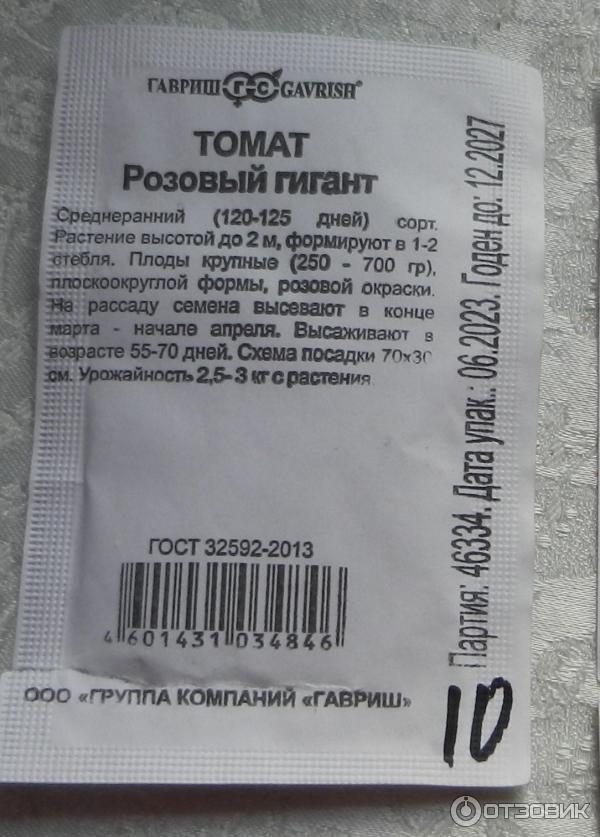 ГАВРИШ Г-С GAVRISH®
ТОМАТ
Розовый гигант
Среднеранний (120-125 дней) сорт.
Растение высотой до 2 м, формируют в 1-2
стебля. Плоды крупные (250 - 700 гр),
плоскоокруглой формы, розовой окраски.
На рассаду семена высевают в конце
марта - начале апреля. Высаживают в
возрасте 55-70 дней. Схема посадки 70х30
см. Урожайность 2,5- 3 кг с растения.
ГОСТ 32592-2013
4 601431 034846
ООО «ГРУППА КОМПАНИЙ «ГАВРИШ»
Партия: 46334. Дата упак.: 06.2023. Годен до: 12.2027
10
ОТЗОВИК